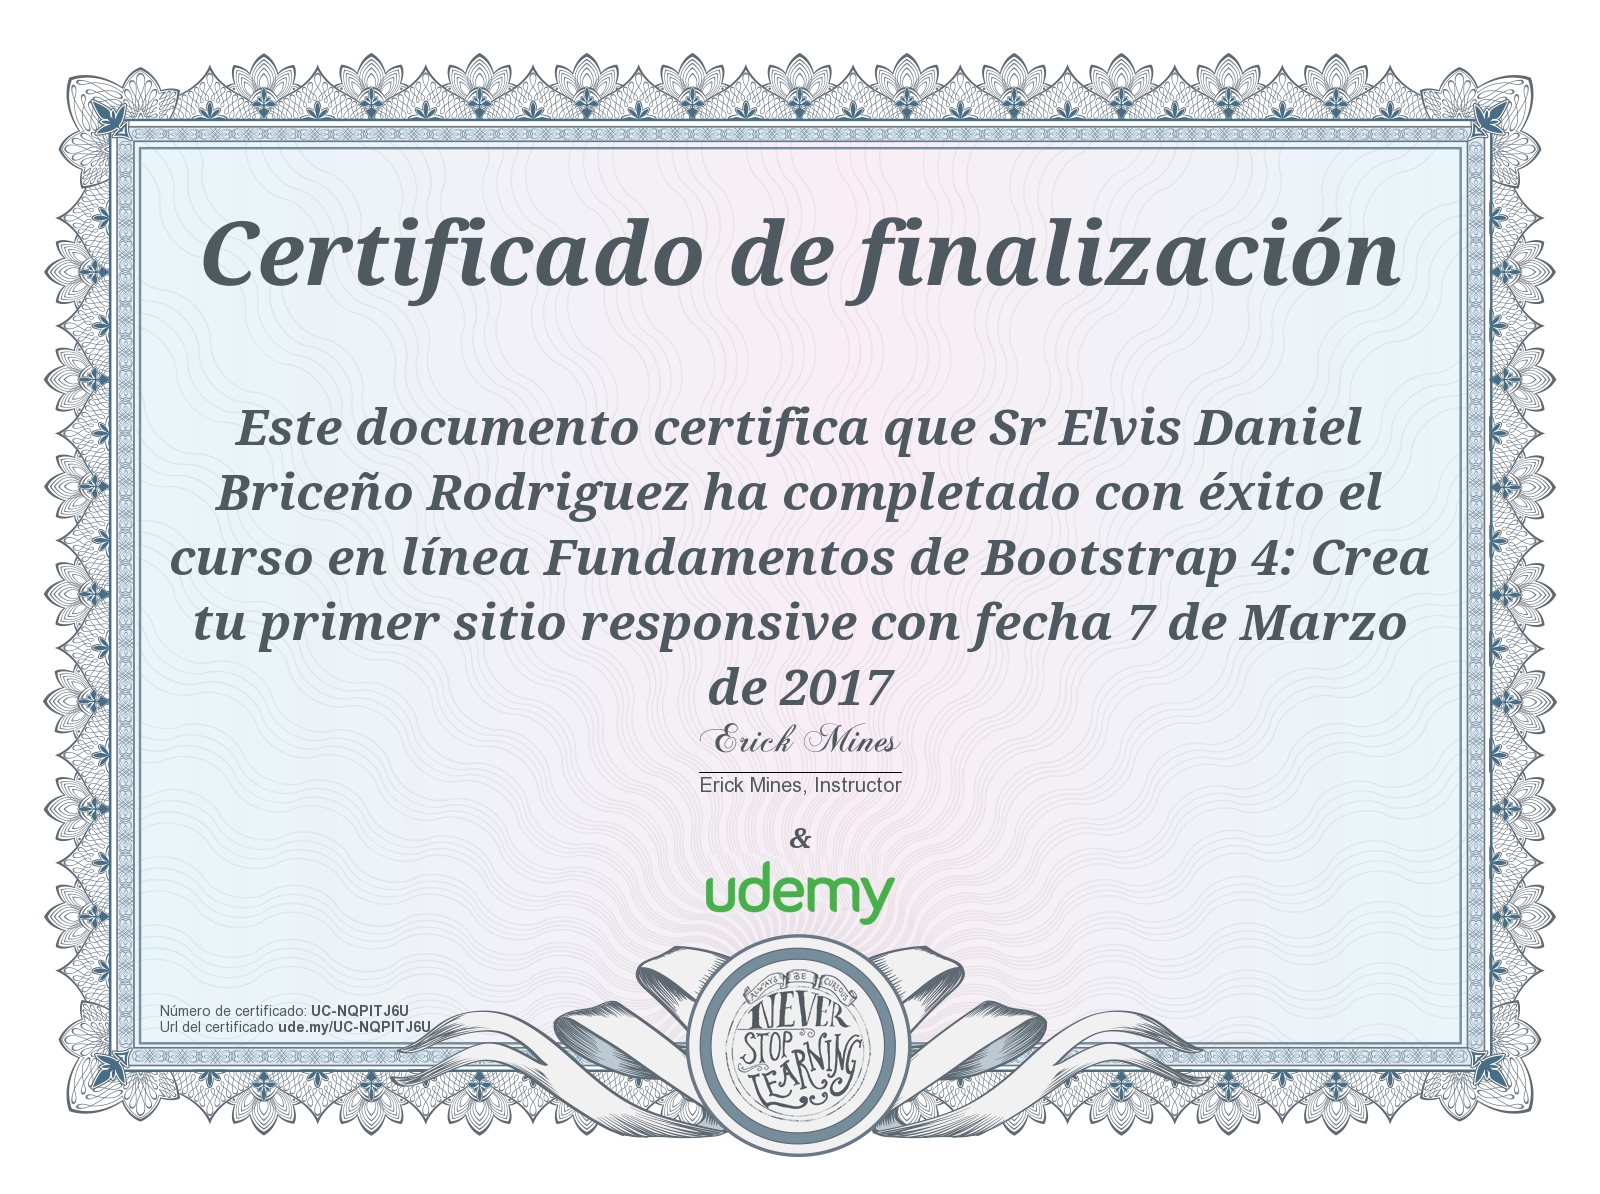 Certificado de finalización
Este documento certifica que Sr Elvis Daniel
Briceño Rodriguez ha completado con éxito el
curso en línea Fundamentos de Bootstrap 4: Crea
tu primer sitio responsive con fecha 7 de Marzo
de 2017
Erick Mines
Erick Mines, Instructor
&
udemy
Número de certificado: UC-NQPITJ6U
Url del certificado ude.my/UC-NQPITJ6U
ALWAYS BE CURIOUS
NEVER
STOP
LEARNING